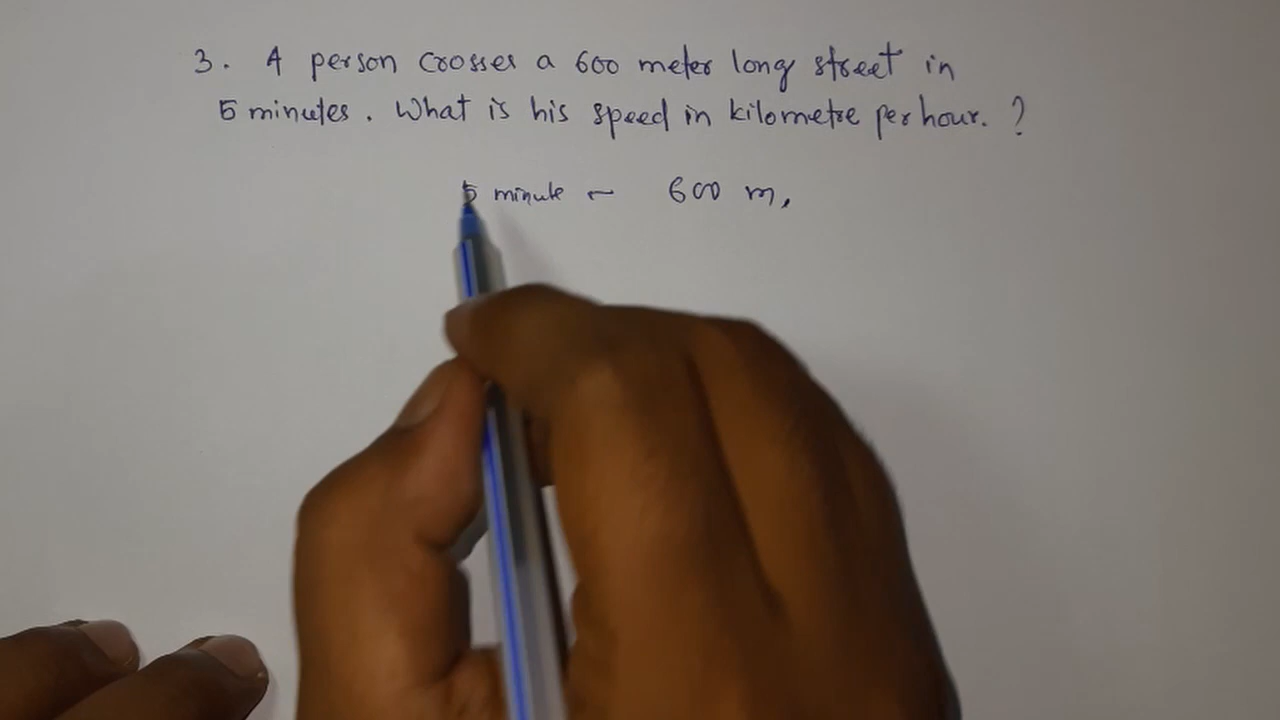 3. A person crosses a 600 meter long street in
5 minutes. What is his speed in kilometre per hour. ?
5 minute ~ 600 m,